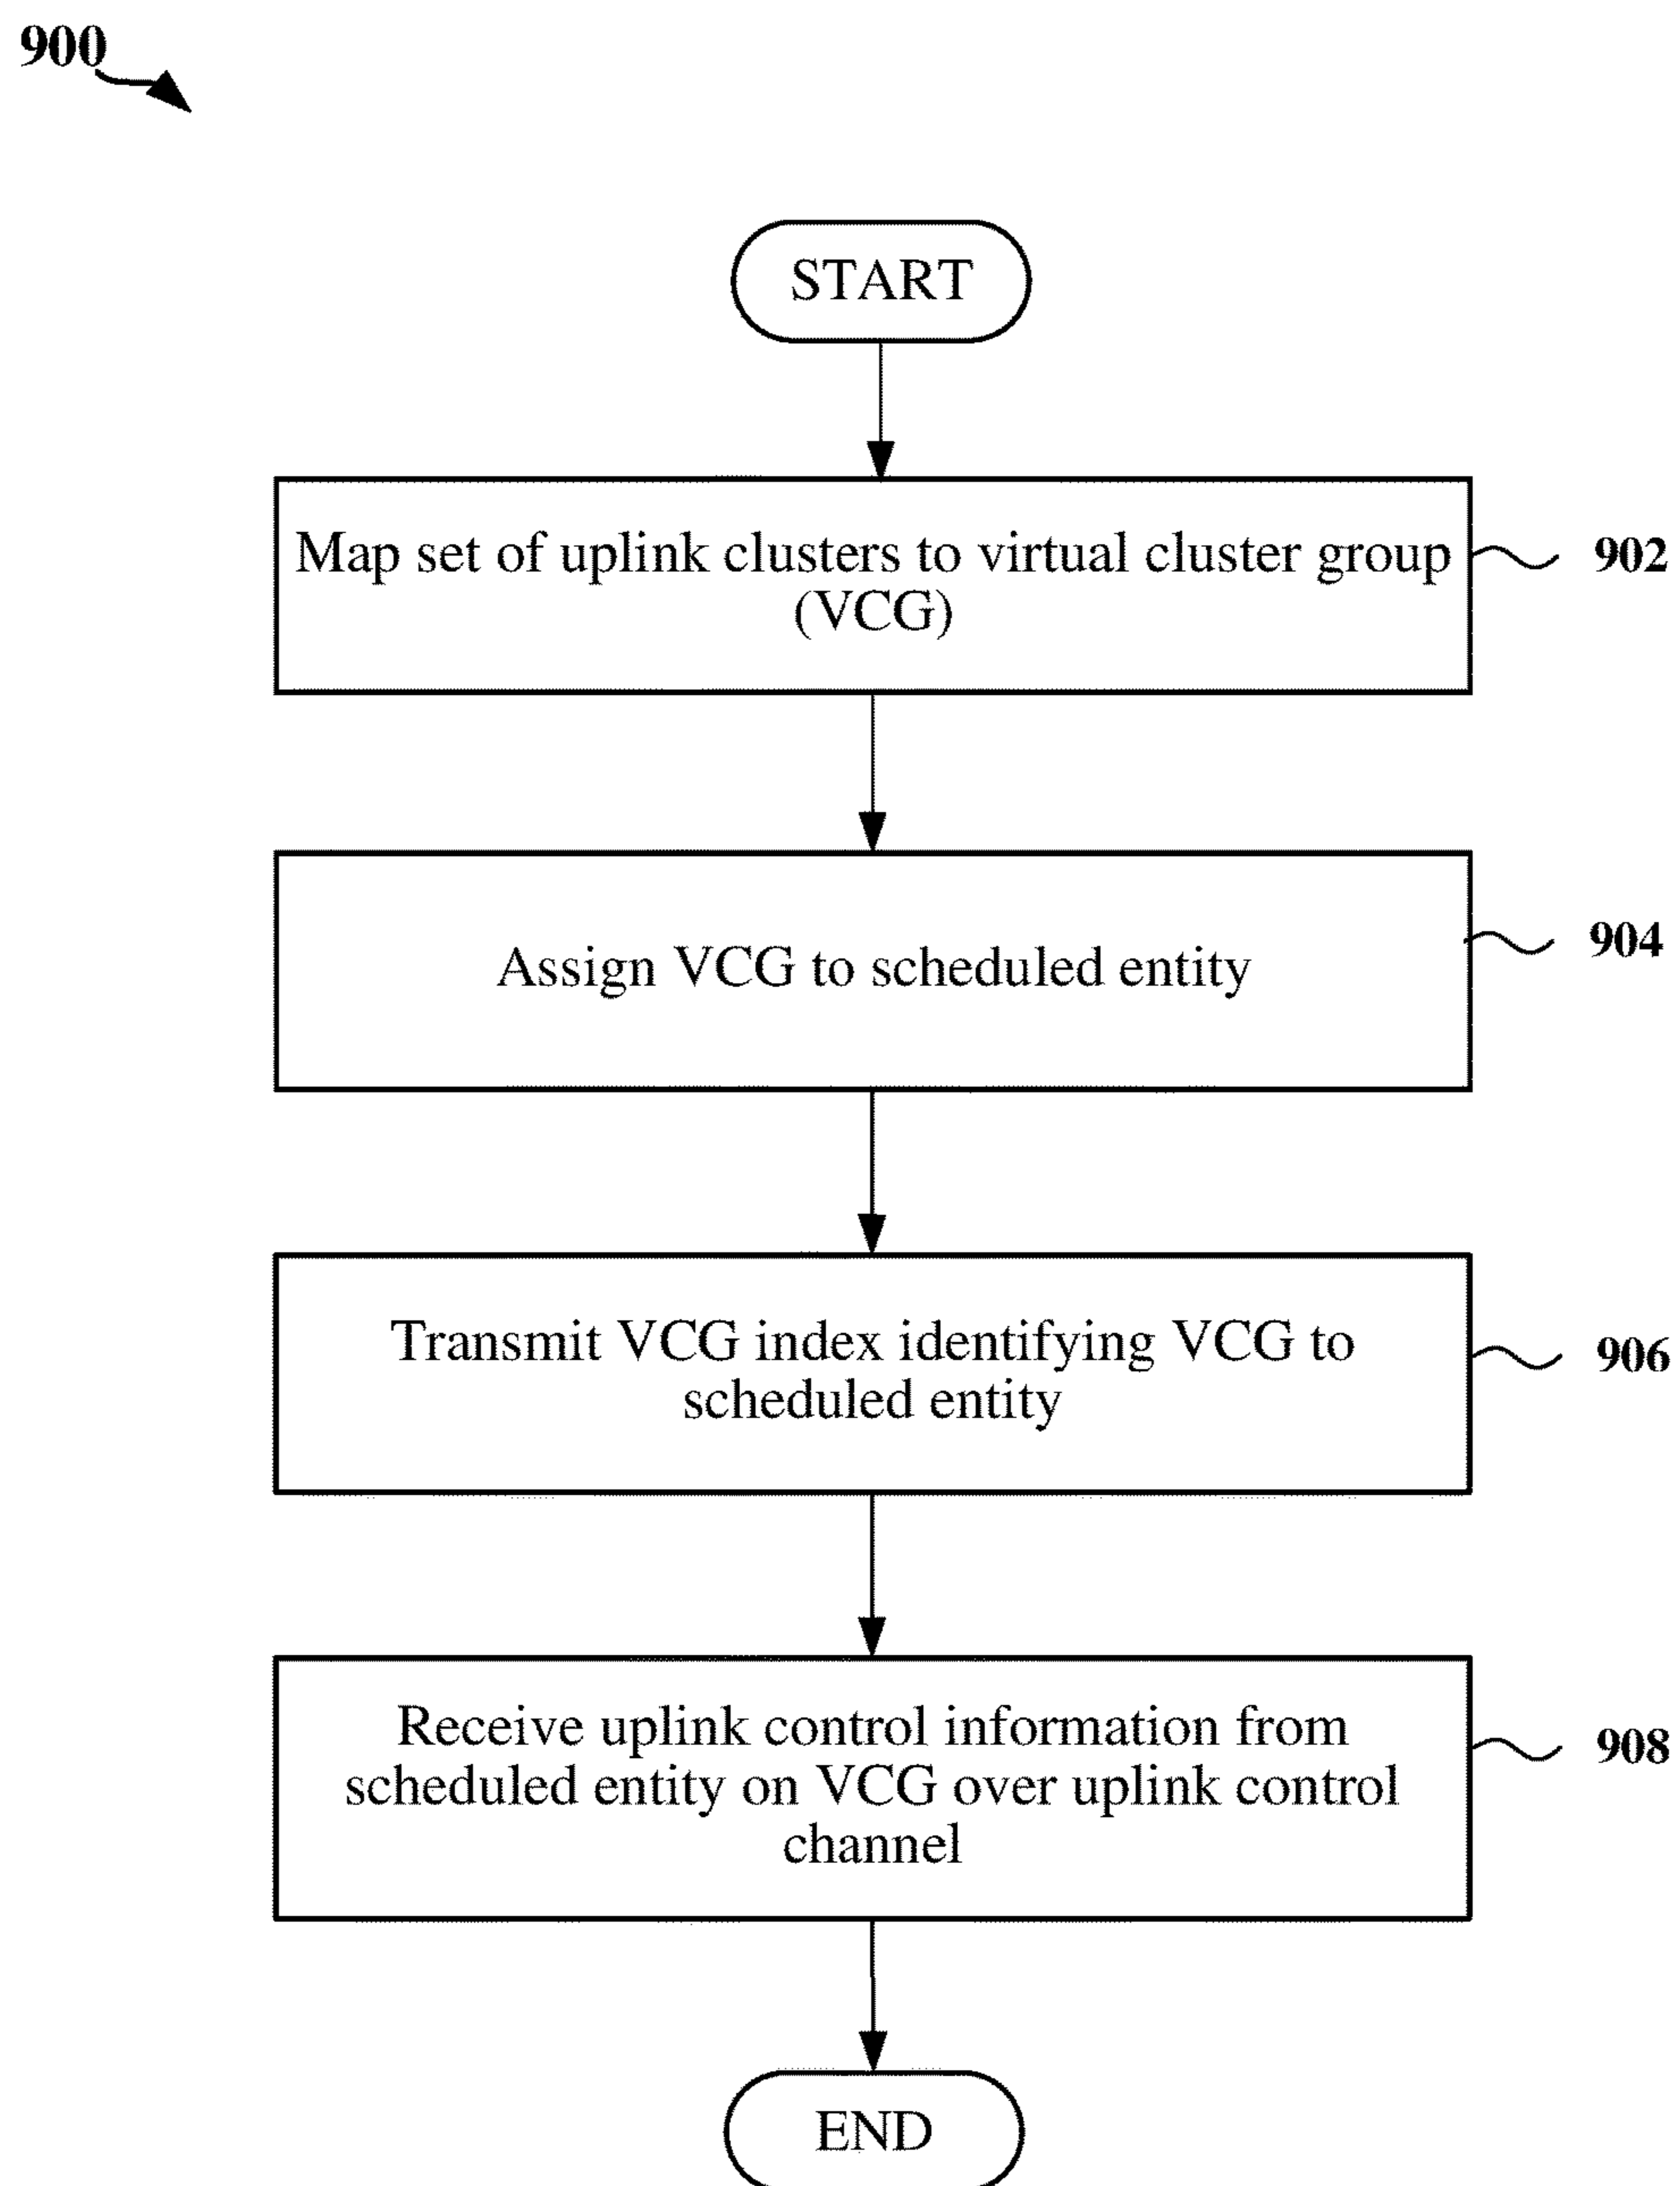 900
START
Map set of uplink clusters to virtual cluster group
(VCG)
902
Assign VCG to scheduled entity
904
Transmit VCG index identifying VCG to
scheduled entity
906
Receive uplink control information from
scheduled entity on VCG over uplink control
channel
908
END